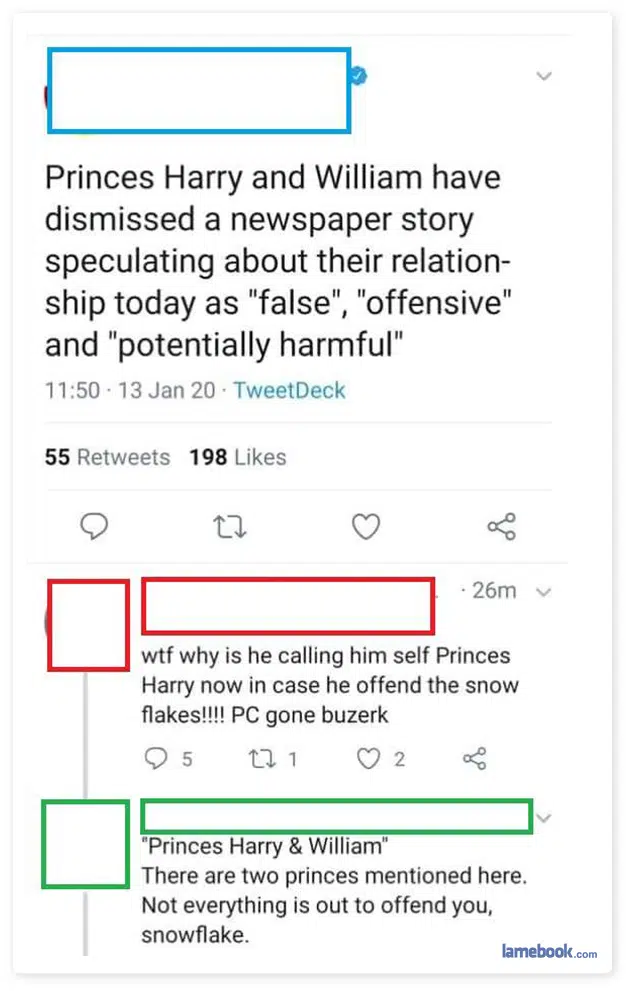 Princes Harry and William have
dismissed a newspaper story
speculating about their relation-
ship today as "false", "offensive"
and "potentially harmful"
11:50 · 13 Jan 20 · TweetDeck
55 Retweets 198 Likes
· 26m
wtf why is he calling him self Princes
Harry now in case he offend the snow
flakes!!!! PC gone buzerk
5 1 2
"Princes Harry & William"
There are two princes mentioned here.
Not everything is out to offend you,
snowflake.
lamebook.com